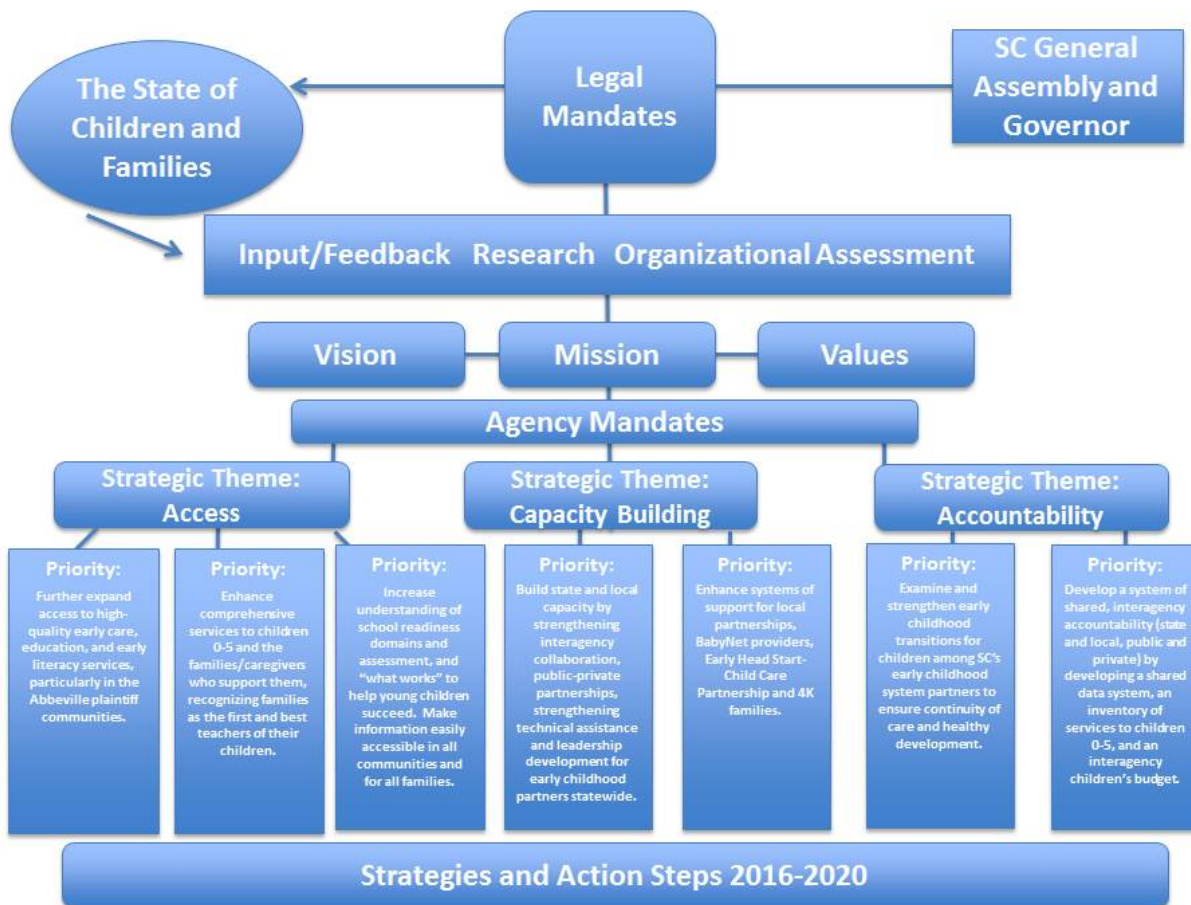 The State of
Children and
Families
Legal
Mandates
SC General
Assembly and
Governor
Input/Feedback Research Organizational Assessment
Vision
Mission
Values
Agency Mandates
Strategic Theme:
Access
Strategic Theme:
Capacity Building
Strategic Theme:
Accountability
Priority:
Further expand
access to high-
quality early care,
education, and early
literacy services,
particularly in the
Abbeville plaintiff
communities.
Priority:
Enhance
comprehensive
services to children
0-5 and the
families/caregivers
who support them,
recognizing families
as the first and best
teachers of their
children.
Priority:
Increase
understanding of
school readiness
domains and
assessment, and
“what works” to
help young children
succeed. Make
information easily
accessible in all
communities and
for all families.
Priority:
Build state and local
capacity by
strengthening
interagency
collaboration,
public-private
partnerships,
strengthening
technical assistance
and leadership
development for
early childhood
partners statewide.
Priority:
Enhance systems of
support for local
partnerships,
BabyNet providers,
Early Head Start-
Child Care
Partnership and 4K
families.
Priority:
Examine and
strengthen early
childhood
transitions for
children among SC’s
early childhood
system partners to
ensure continuity of
care and healthy
development.
Priority:
Develop a system of
shared, interagency
accountability (state
and local, public and
private) by
developing a shared
data system, an
inventory of
services to children
0-5, and an
interagency
children’s budget.
Strategies and Action Steps 2016-2020